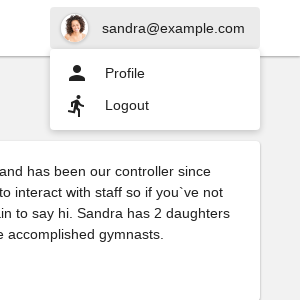 sandra@example.com
Profile
Logout
and has been our controller since
to interact with staff so if you`ve not
in to say hi. Sandra has 2 daughters
accomplished gymnasts.